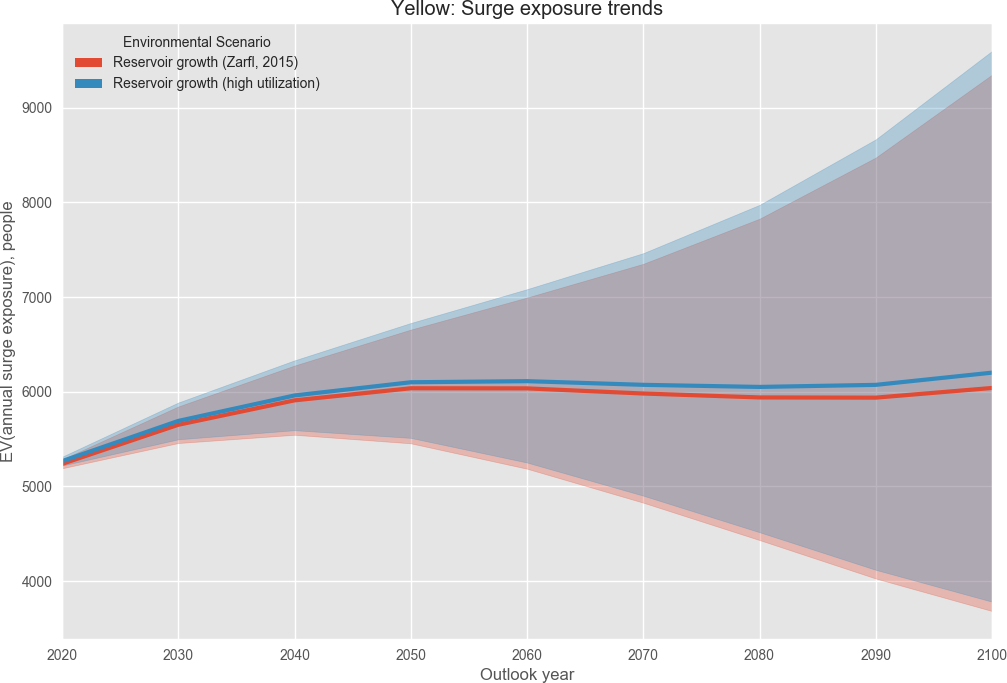 Yellow: Surge exposure trends
Environmental Scenario
Reservoir growth (Zarfl, 2015)
Reservoir growth (high utilization)
EV(annual surge exposure), people
9000
8000
7000
6000
5000
4000
2020 2030 2040 2050 2060 2070 2080 2090 2100
Outlook year